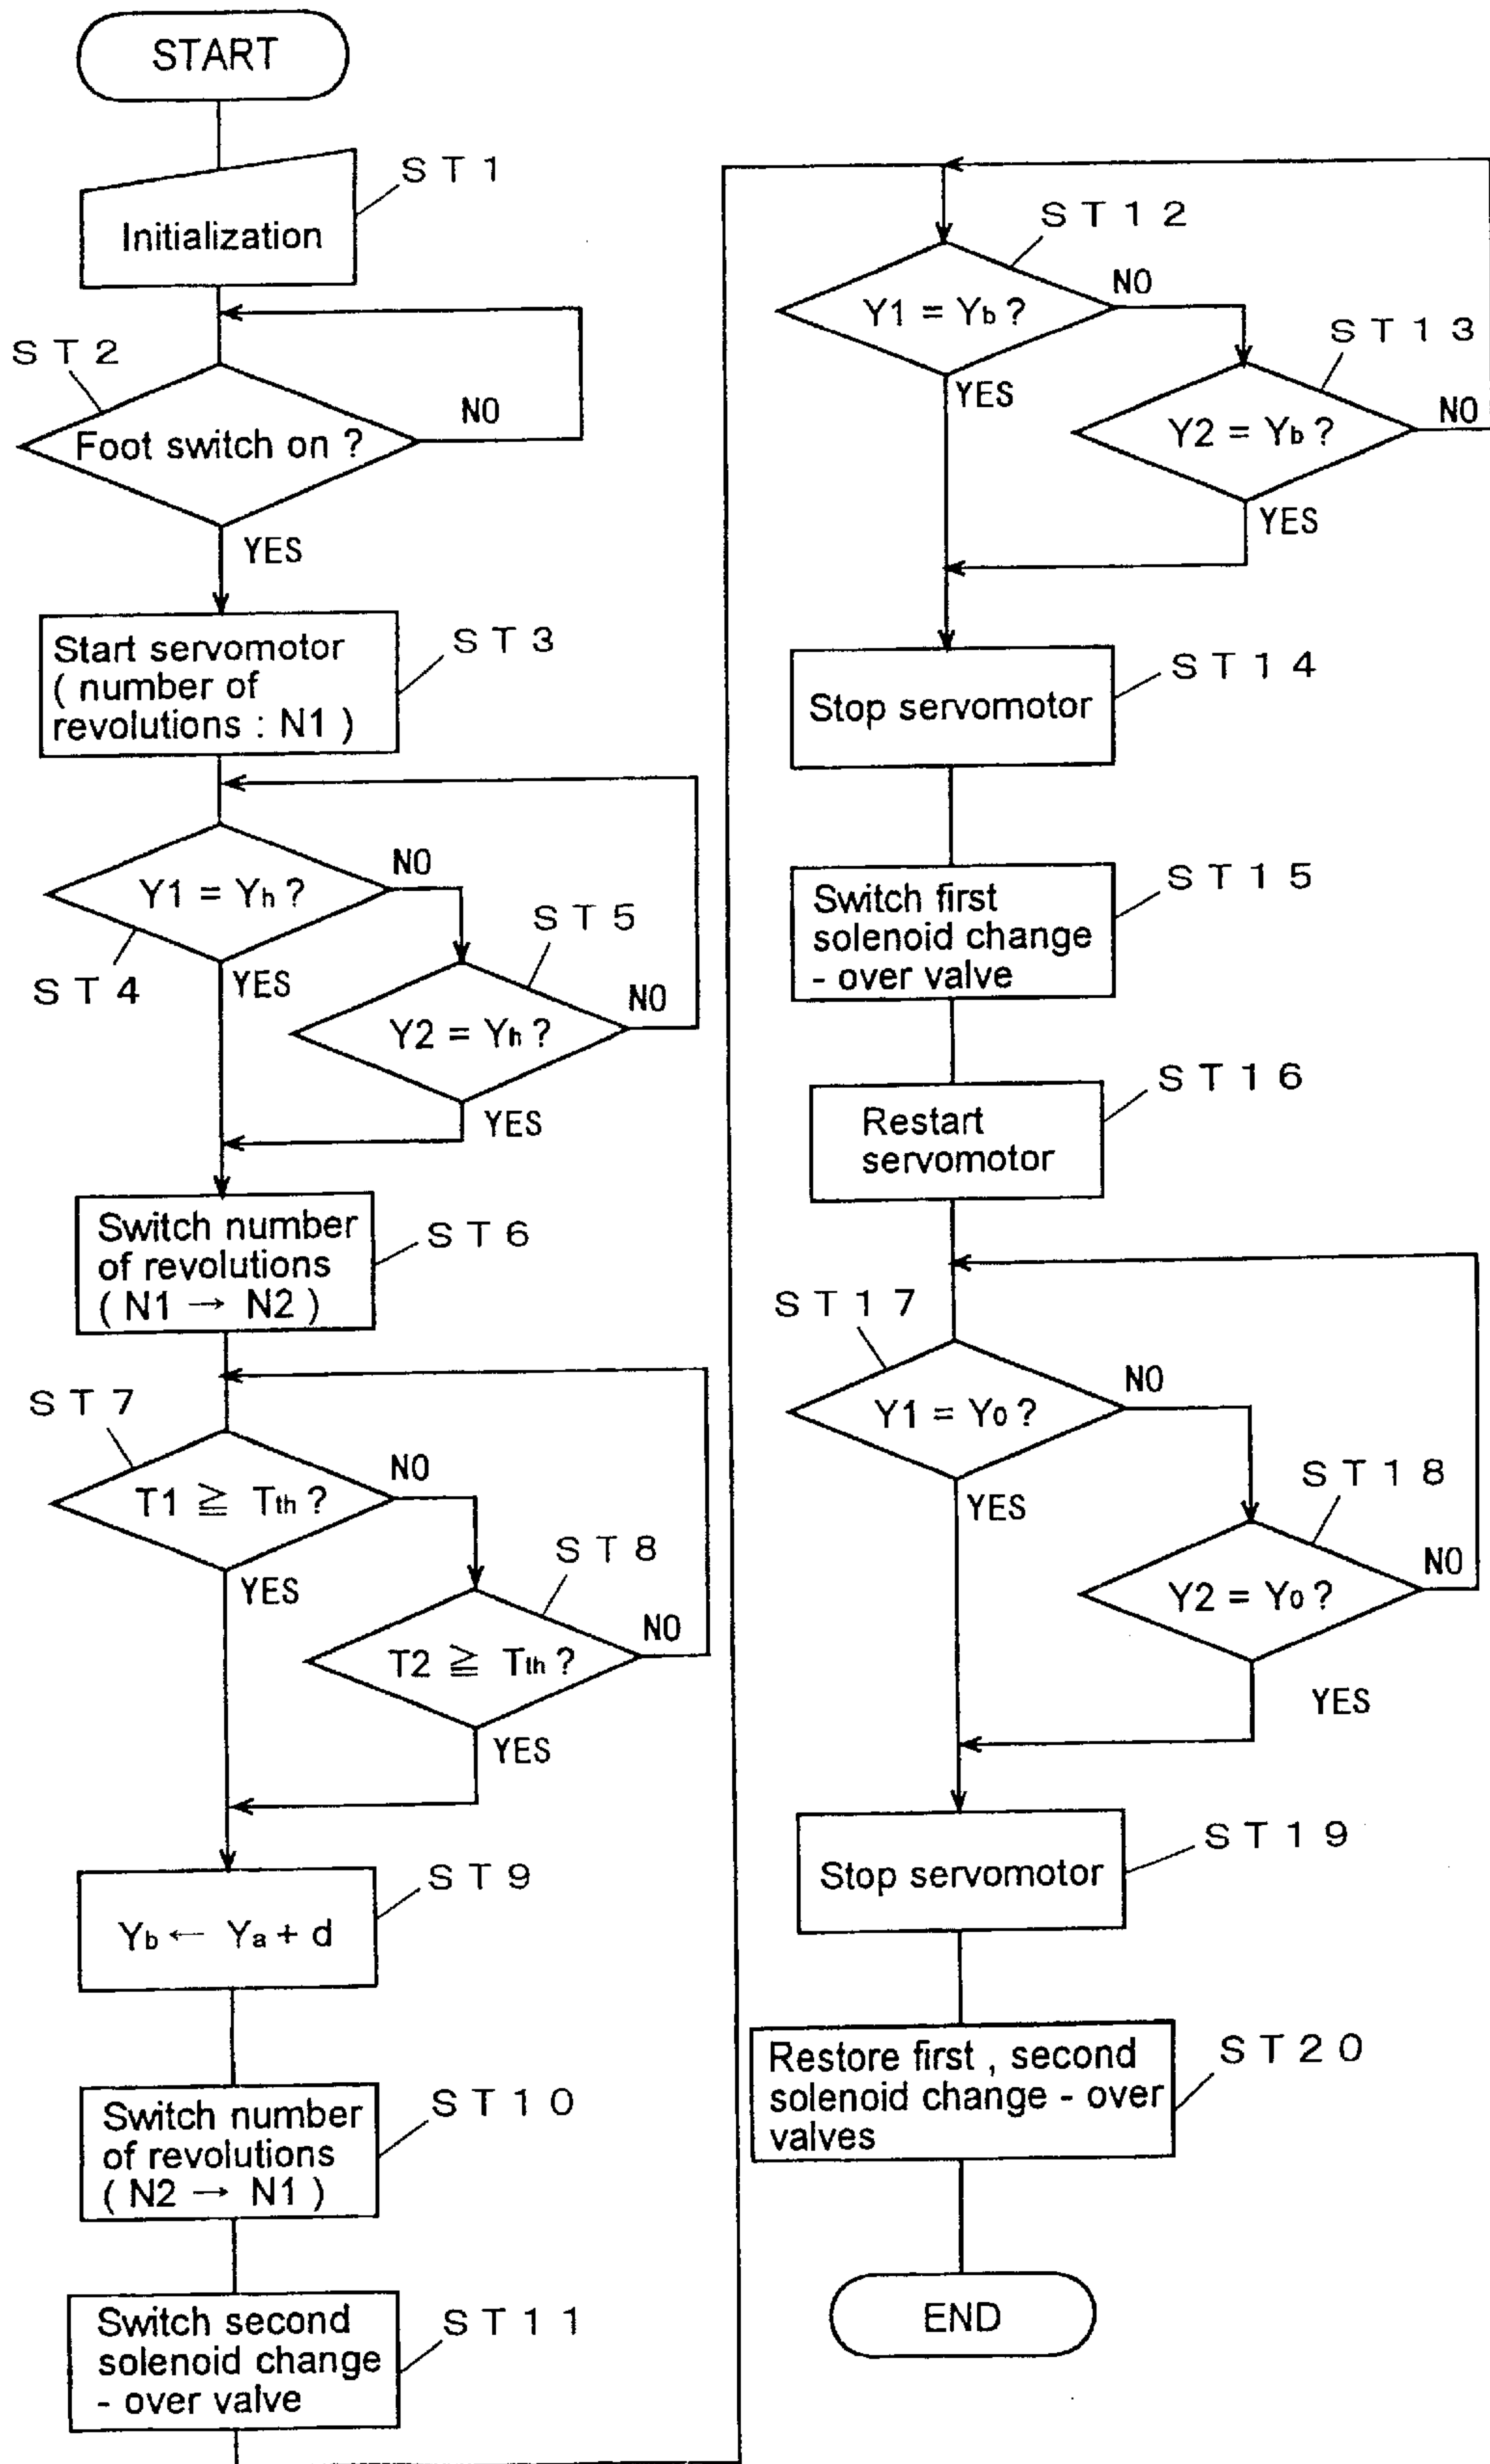 START
ST1
Initialization
ST2
NO
Foot switch on ?
YES
Start servomotor
( number of
revolutions : N1 )
ST3
NO
Y1 = Yh ?
ST5
ST4
YES
NO
Y2 = Yh ?
YES
Switch number
of revolutions
( N1 → N2 )
ST6
ST7
NO
T1 ≧ Tth ?
ST8
YES
NO
T2 ≧ Tth ?
YES
ST9
Yb ← Ya + d
Switch number
of revolutions
( N2 → N1 )
ST10
Switch second
solenoid change
- over valve
ST11
ST12
NO
Y1 = Yb ?
ST13
YES
NO
Y2 = Yb ?
YES
ST14
Stop servomotor
ST15
Switch first
solenoid change
- over valve
ST16
Restart
servomotor
ST17
NO
Y1 = Y0 ?
ST18
YES
NO
Y2 = Y0 ?
YES
ST19
Stop servomotor
ST20
Restore first , second
solenoid change - over
valves
END